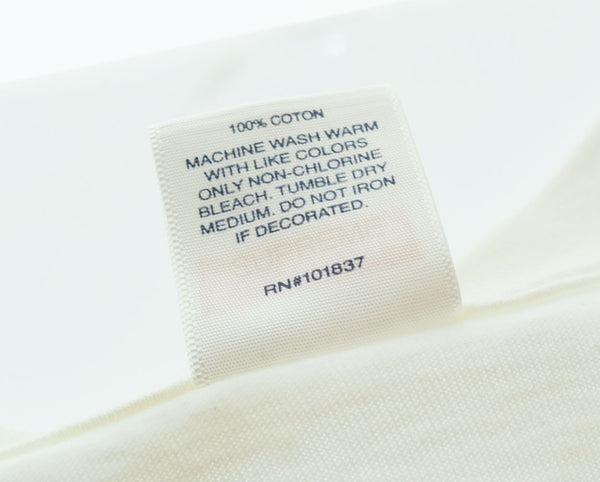 100% COTON
MACHINE WASH WARM
WITH LIKE COLORS
ONLY NON-CHLORINE
BLEACH. TUMBLE DRY
MEDIUM. DO NOT IRON
IF DECORATED.
RN#101837